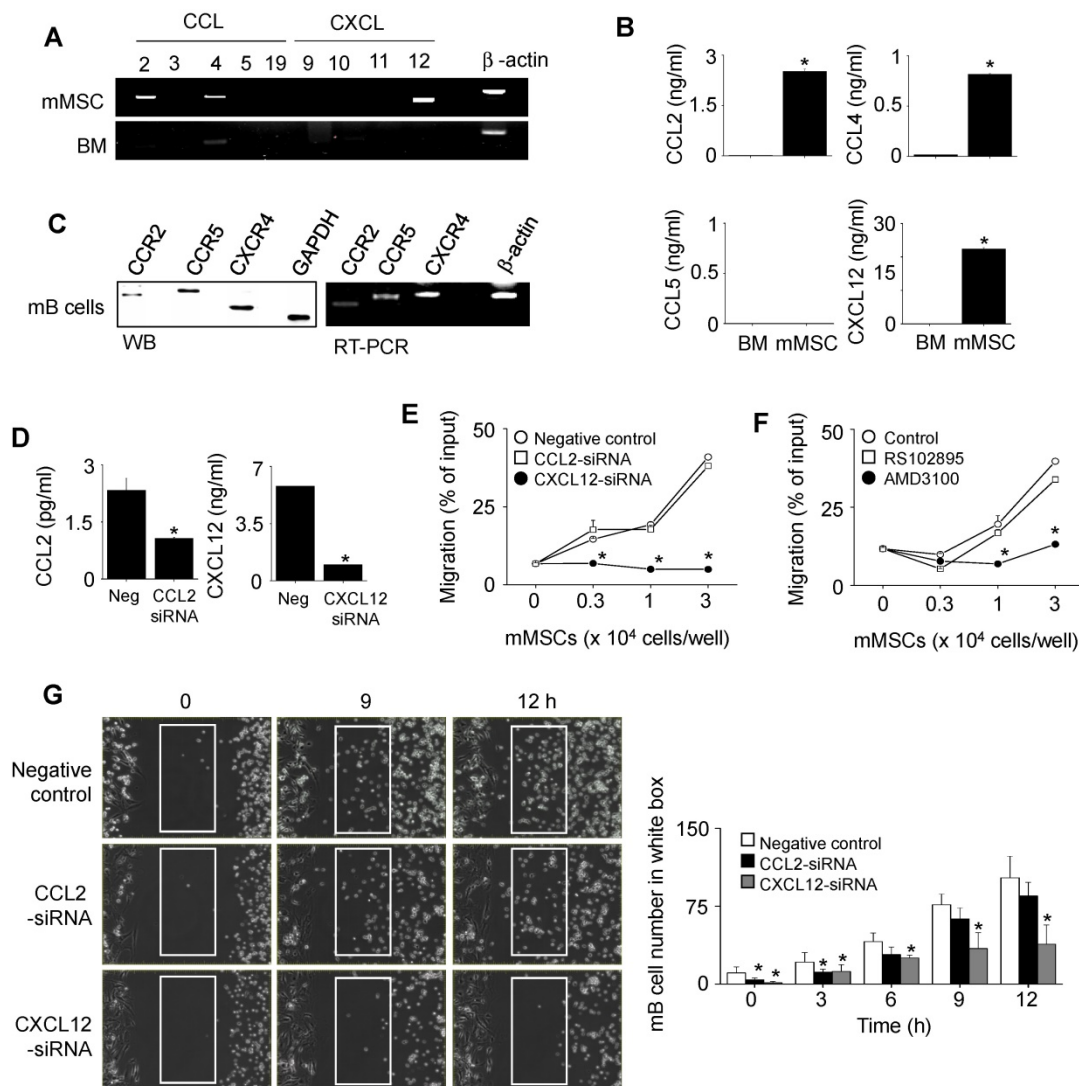 A
CCL CXCL
2 3 4 5 19 9 10 11 12 β -actin
mMSC
BM
B
CCL2 (ng/ml)
3
1.5
0
*
CCL4 (ng/ml)
1
0.5
0
*
CCL5 (ng/ml)
1
0.5
0
BM mMSC
CXCL12 (ng/ml)
30
15
0
*
BM mMSC
C
CCR2 CCR5 CXCR4 GAPDH CCR2 CCR5 CXCR4 β-actin
mB cells
WB RT-PCR
D
CCL2 (pg/ml)
3
1.5
0
*
Neg CCL2
siRNA
CXCL12 (ng/ml)
7
3.5
0
*
Neg CXCL12
siRNA
E
Migration (% of input)
50
25
0
Negative control
CCL2-siRNA
CXCL12-siRNA
* * *
0 0.3 1 3
mMSCs (x 10⁴ cells/well)
F
Migration (% of input)
50
25
0
Control
RS102895
AMD3100
* *
0 0.3 1 3
mMSCs (x 10⁴ cells/well)
G
0 9 12 h
Negative
control
CCL2
-siRNA
CXCL12
-siRNA
mB cell number in white box
150
75
0
Negative control
CCL2-siRNA
CXCL12-siRNA
* * * * * * *
0 3 6 9 12
Time (h)